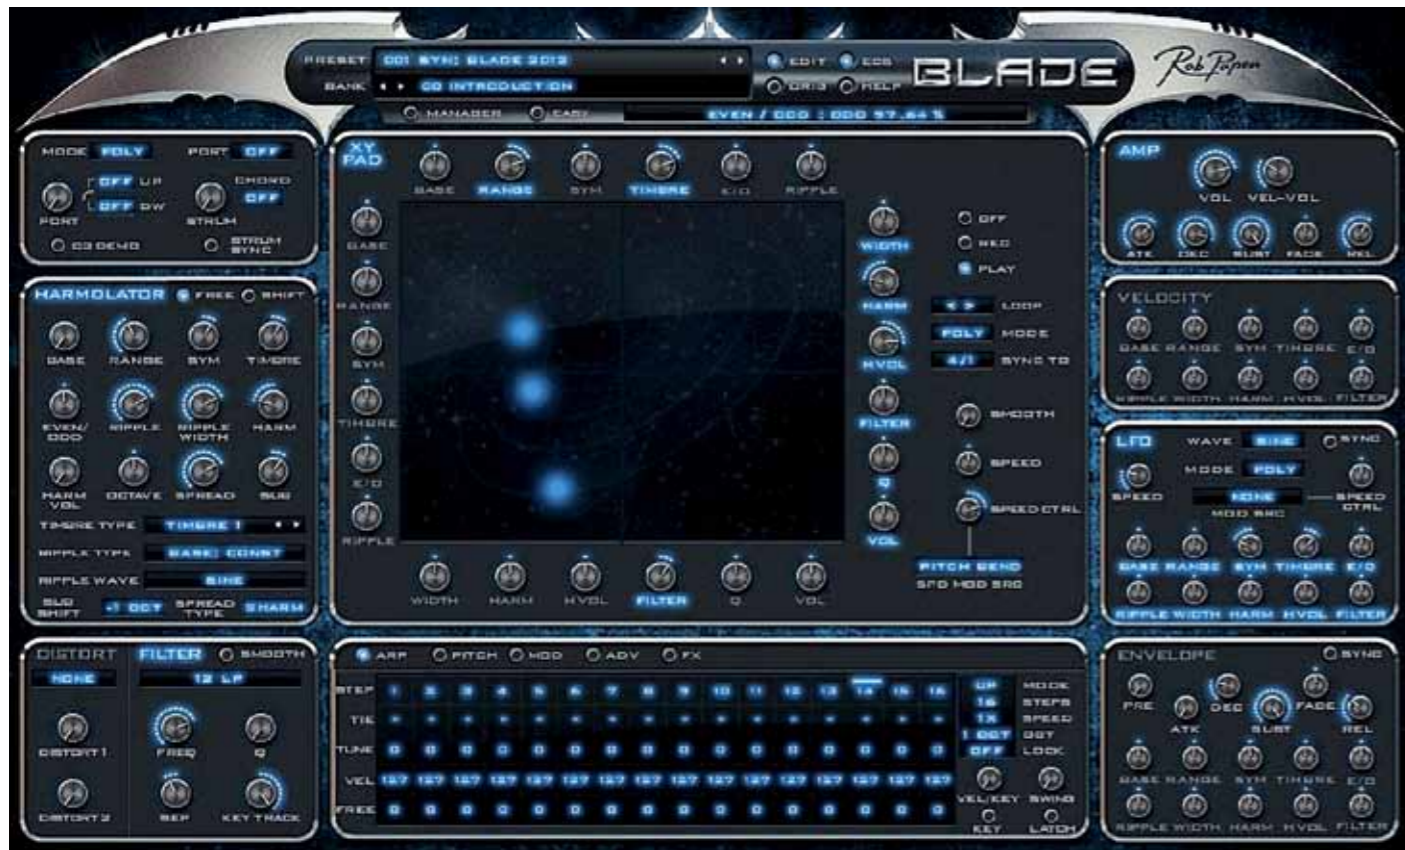 PRESET 001 SYN: BLADE 2012 EDIT ECS
BANK 00 INTRODUCTION ORIG HELP
BLADE
Rob Papen
MANAGER EASY EVEN / ODD : ODD 97.64 %
MODE POLY PORT OFF
OFF UP CHORD
OFF DW OFF
PORT STRUM
C3 DEMO STRUM SYNC
HARMOLATOR FREE SHIFT
BASE RANGE SYM TIMBRE
EVEN/ODD RIPPLE RIPPLE WIDTH HARM
HARM VOL OCTAVE SPREAD SUB
TIMBRE TYPE TIMBRE 1
RIPPLE TYPE BASE: CONST
RIPPLE WAVE SINE
SUB SHIFT -1 OCT SPREAD TYPE SHARM
DISTORT FILTER SMOOTH
NONE 12 LP
DISTORT 1 FREQ Q
DISTORT 2 SEP KEY TRACK
XY PAD
BASE RANGE SYM TIMBRE E/O RIPPLE
BASE
RANGE
SYM
TIMBRE
E/O
RIPPLE
WIDTH
HARM
HVOL
FILTER
Q
VOL
OFF
REC
PLAY
< > LOOP
POLY MODE
4/1 SYNC TO
SMOOTH
SPEED
SPEED CTRL
PITCH BEND
SPD MOD SRC
WIDTH HARM HVOL FILTER Q VOL
ARP PITCH MOD ADV FX
STEP 1 2 3 4 5 6 7 8 9 10 11 12 13 14 15 16
TIE
TUNE 0 0 0 0 0 0 0 0 0 0 0 0 0 0 0 0
VEL 127 127 127 127 127 127 127 127 127 127 127 127 127 127 127 127
FREE 0 0 0 0 0 0 0 0 0 0 0 0 0 0 0 0
UP MODE
16 STEPS
1X SPEED
1 OCT OCT
OFF LOCK
VEL/KEY SWING
KEY LATCH
AMP
VOL VEL-VOL
ATK DEC SUST FADE REL
VELOCITY
BASE RANGE SYM TIMBRE E/O
RIPPLE WIDTH HARM HVOL FILTER
LFO WAVE SINE SYNC
MODE POLY
SPEED NONE SPEED CTRL
MOD SRC
BASE RANGE SYM TIMBRE E/O
RIPPLE WIDTH HARM HVOL FILTER
ENVELOPE SYNC
PRE DEC FADE
ATK SUST REL
BASE RANGE SYM TIMBRE E/O
RIPPLE WIDTH HARM HVOL FILTER